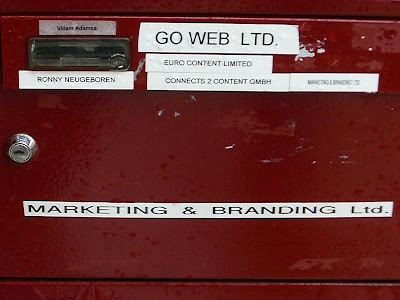 Viliam Adamca
GO WEB LTD.
EURO CONTENT LIMITED
RONNY NEUGEBOREN
CONNECTS 2 CONTENT GMBH
MARKETING & BRANDING LTD.
MARKETING & BRANDING Ltd.